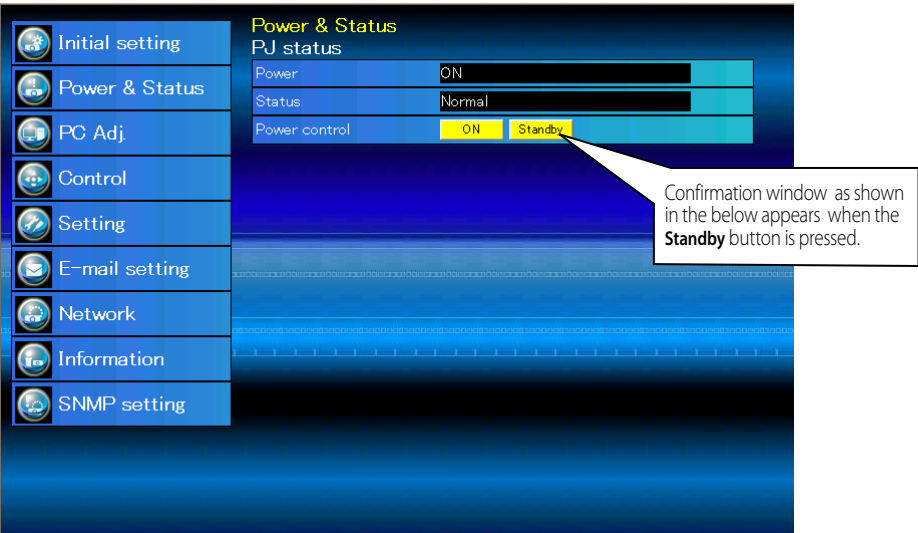 Initial setting
Power & Status
PC Adj.
Control
Setting
E-mail setting
Network
Information
SNMP setting
Power & Status
PJ status
Power ON
Status Normal
Power control ON Standby
Confirmation window as shown
in the below appears when the
Standby button is pressed.